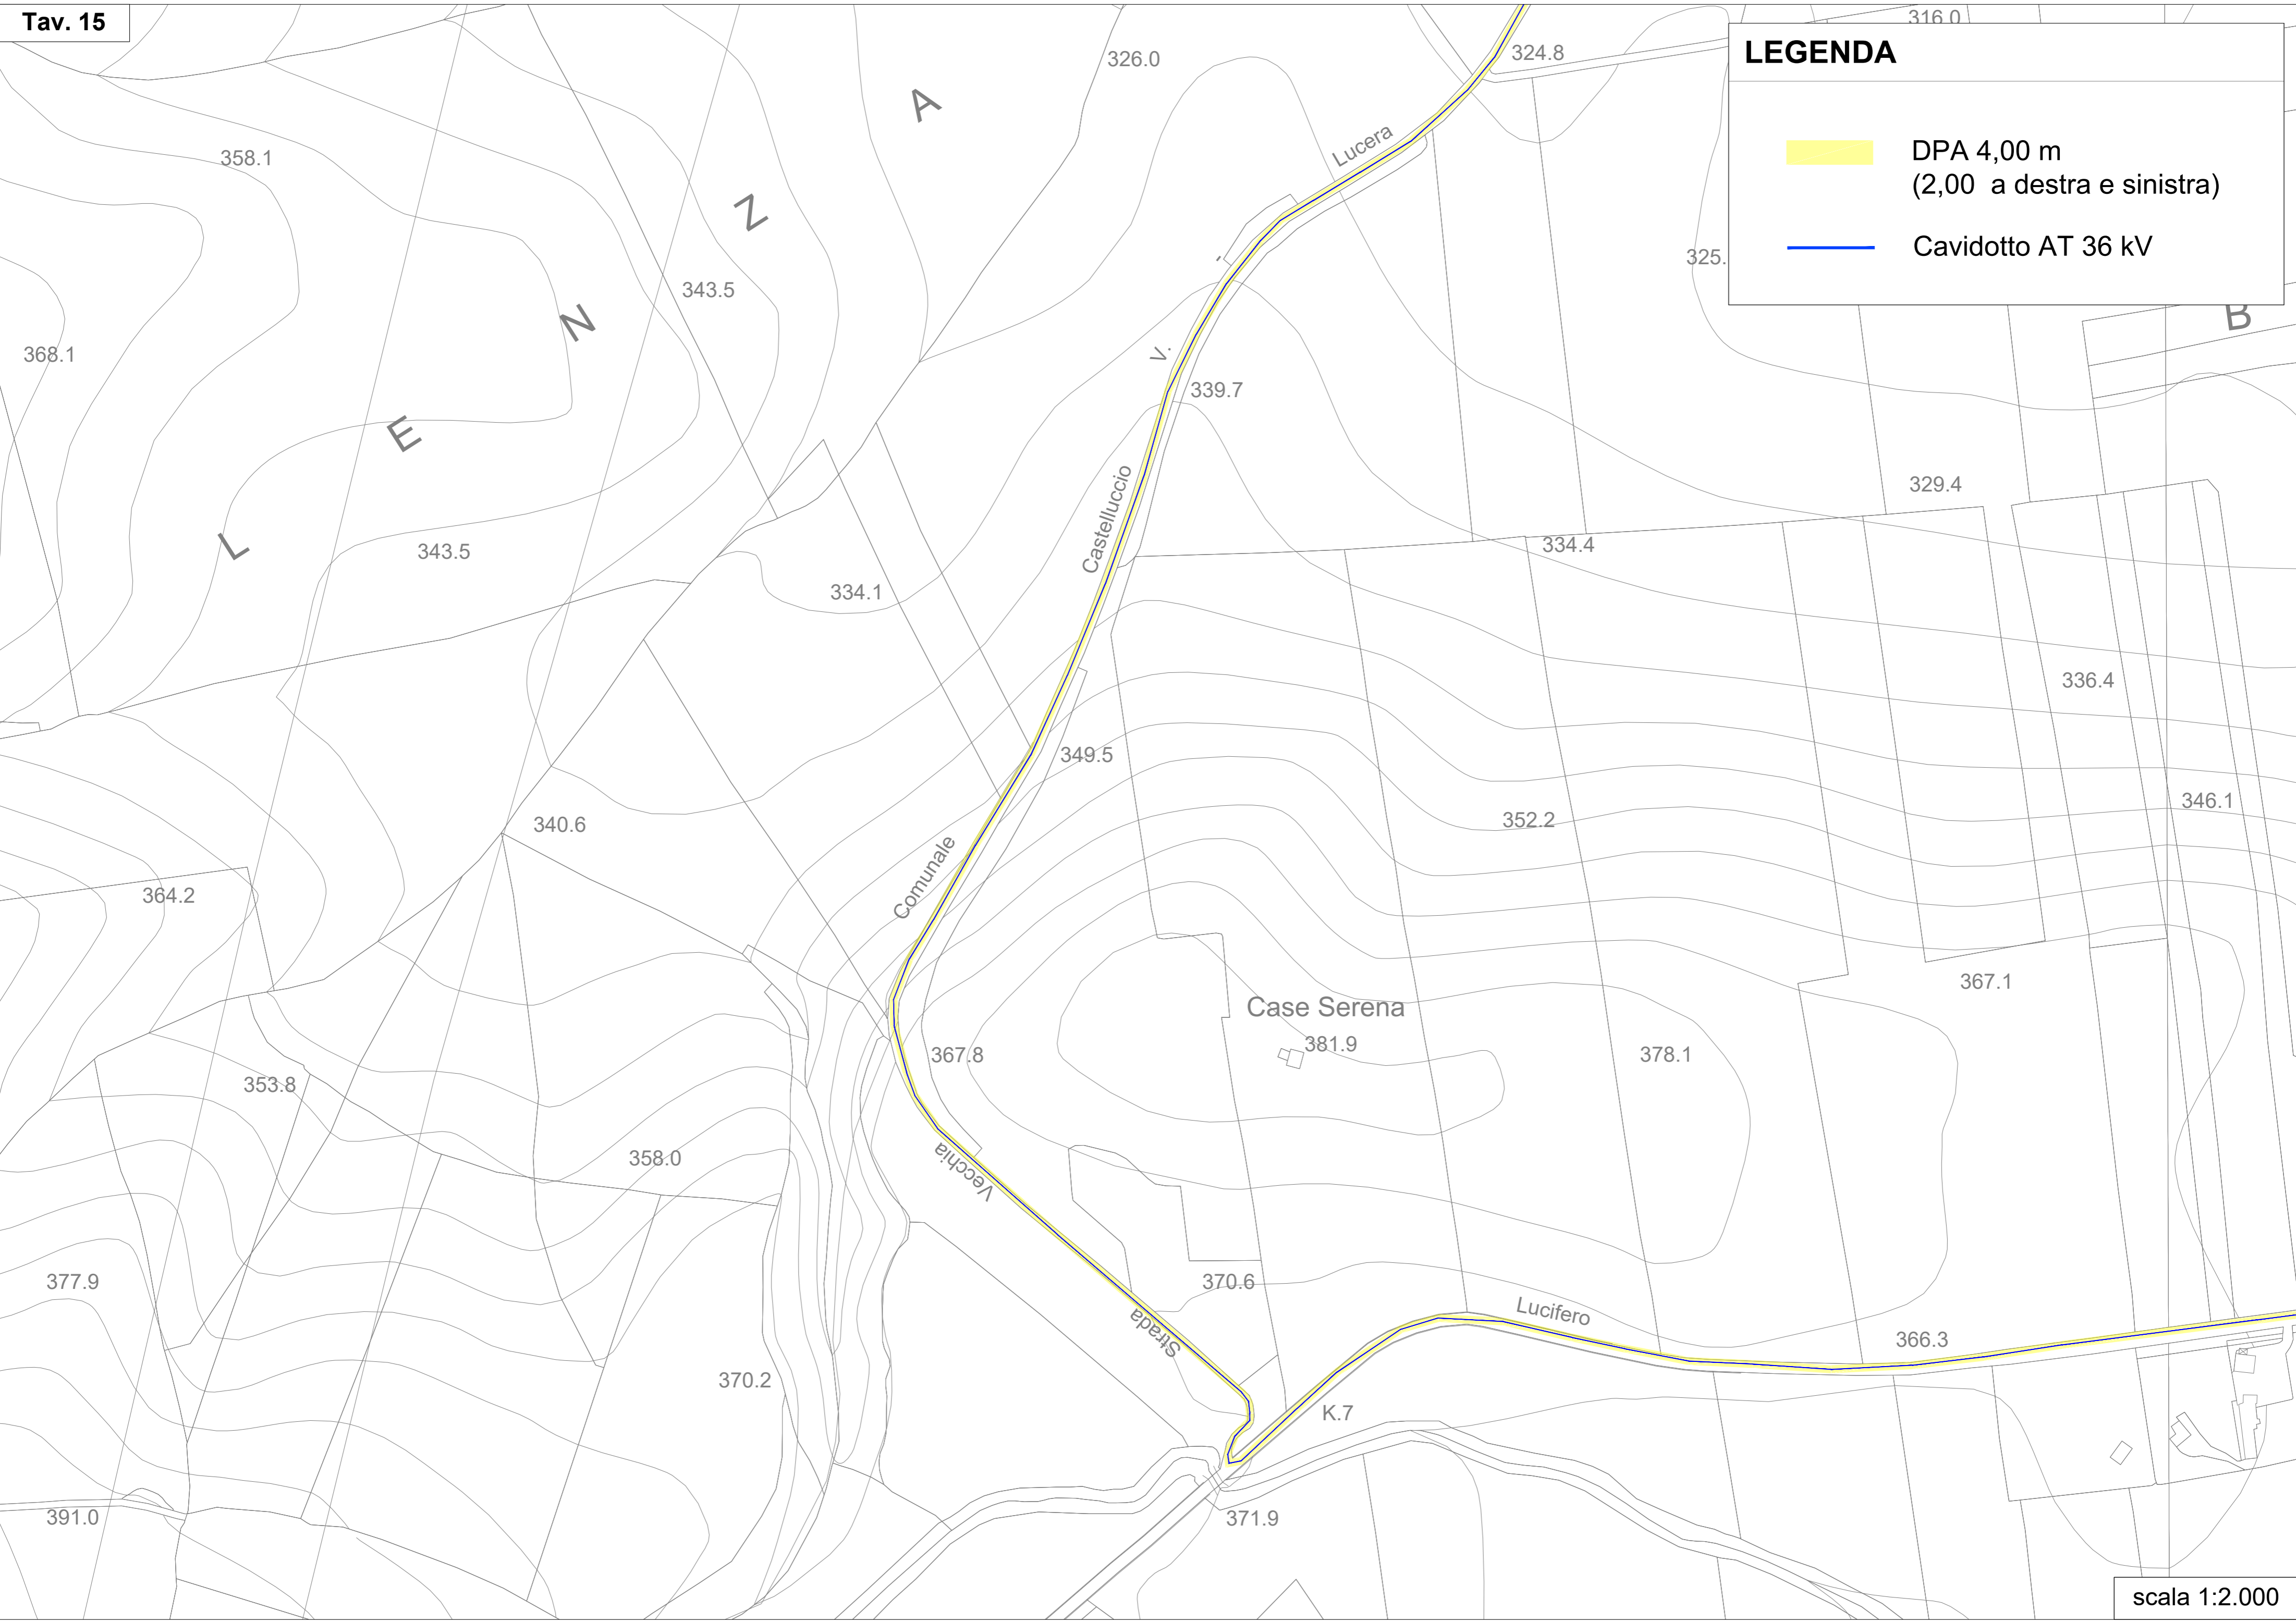 Tav. 15
316.0
LEGENDA
DPA 4,00 m
(2,00  a destra e sinistra)
Cavidotto AT 36 kV
324.8
326.0
A
Lucera
358.1
Z
325.
343.5
N
B
368.1
V.
339.7
E
329.4
Castelluccio
L
343.5
334.4
334.1
336.4
349.5
346.1
352.2
340.6
Comunale
364.2
367.1
Case Serena
381.9
367.8
378.1
353.8
358.0
Vecchia
377.9
370.6
Lucifero
Strada
366.3
370.2
K.7
391.0
371.9
scala 1:2.000